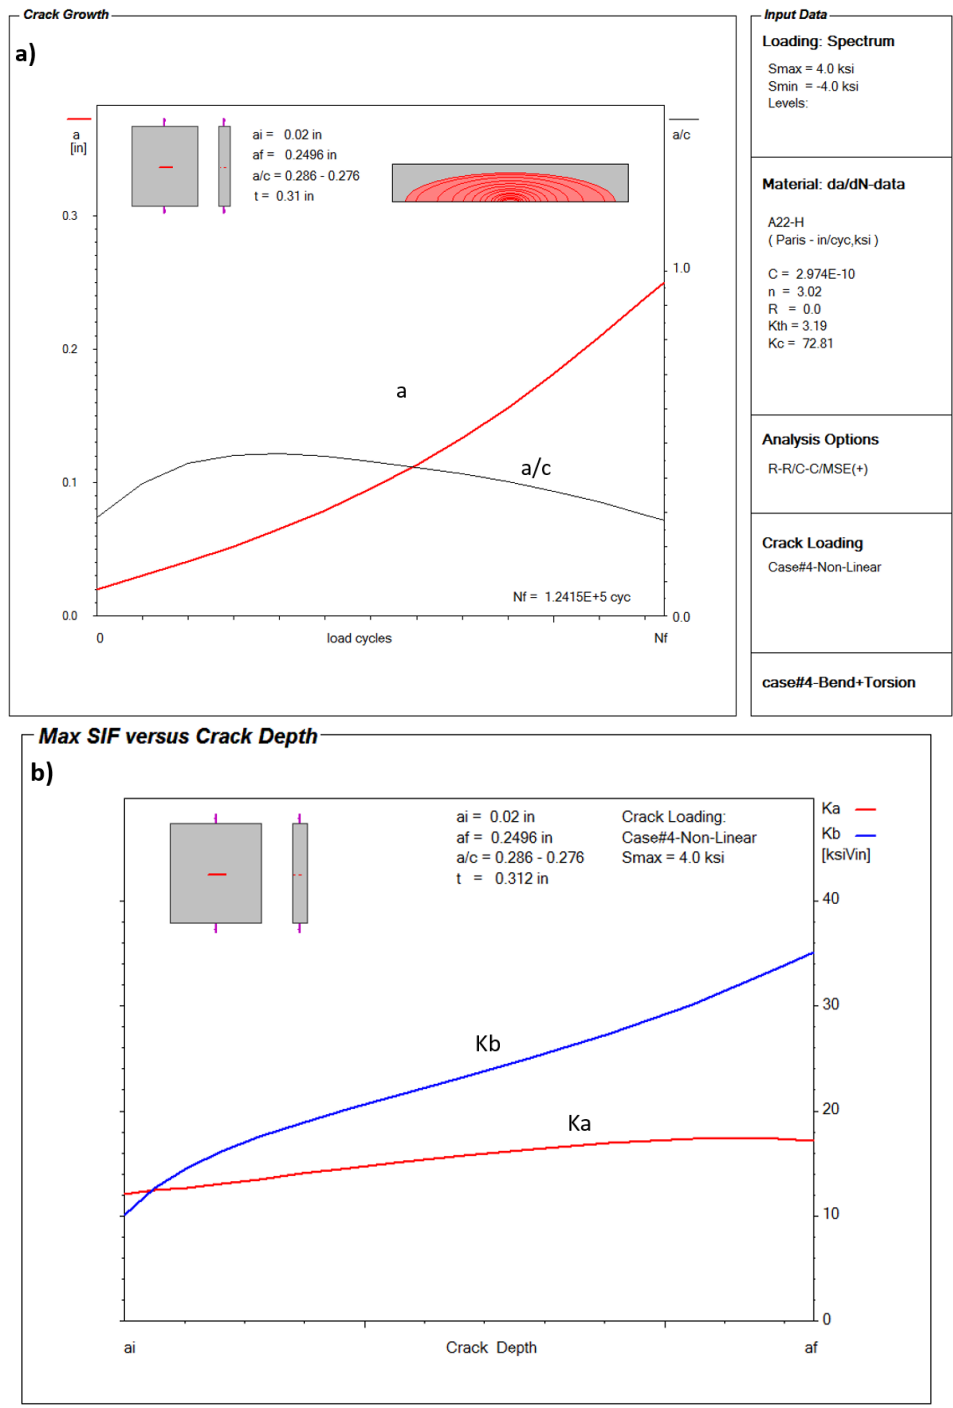 Crack Growth
a)
a
[in]
ai = 0.02 in
af = 0.2496 in
a/c = 0.286 - 0.276
t = 0.31 in
a/c
0.3
0.2
0.1
0.0
1.0
0.0
a
a/c
Nf = 1.2415E+5 cyc
0
load cycles
Nf
Input Data
Loading: Spectrum
Smax = 4.0 ksi
Smin = -4.0 ksi
Levels:
Material: da/dN-data
A22-H
( Paris - in/cyc,ksi )
C = 2.974E-10
n = 3.02
R = 0.0
Kth = 3.19
Kc = 72.81
Analysis Options
R-R/C-C/MSE(+)
Crack Loading
Case#4-Non-Linear
case#4-Bend+Torsion
Max SIF versus Crack Depth
b)
ai = 0.02 in
af = 0.2496 in
a/c = 0.286 - 0.276
t = 0.312 in
Crack Loading:
Case#4-Non-Linear
Smax = 4.0 ksi
Ka
Kb
[ksiVin]
40
30
20
10
0
Kb
Ka
ai
Crack Depth
af